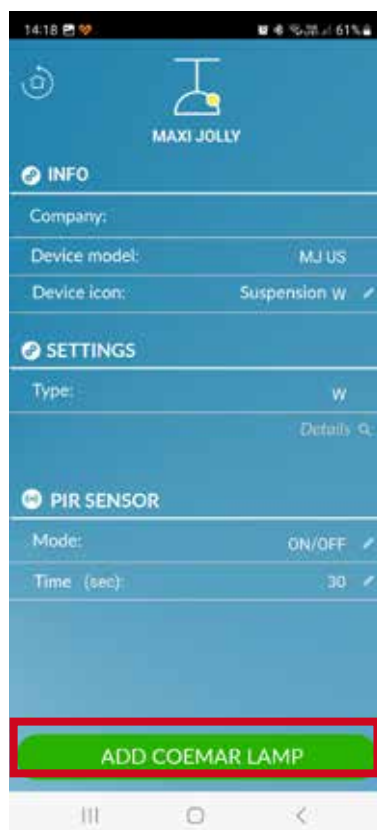 14:18 61%
MAXI JOLLY
INFO
Company:
Device model: MJ US
Device icon: Suspension W
SETTINGS
Type: W
Details
PIR SENSOR
Mode: ON/OFF
Time (sec): 30
ADD COEMAR LAMP